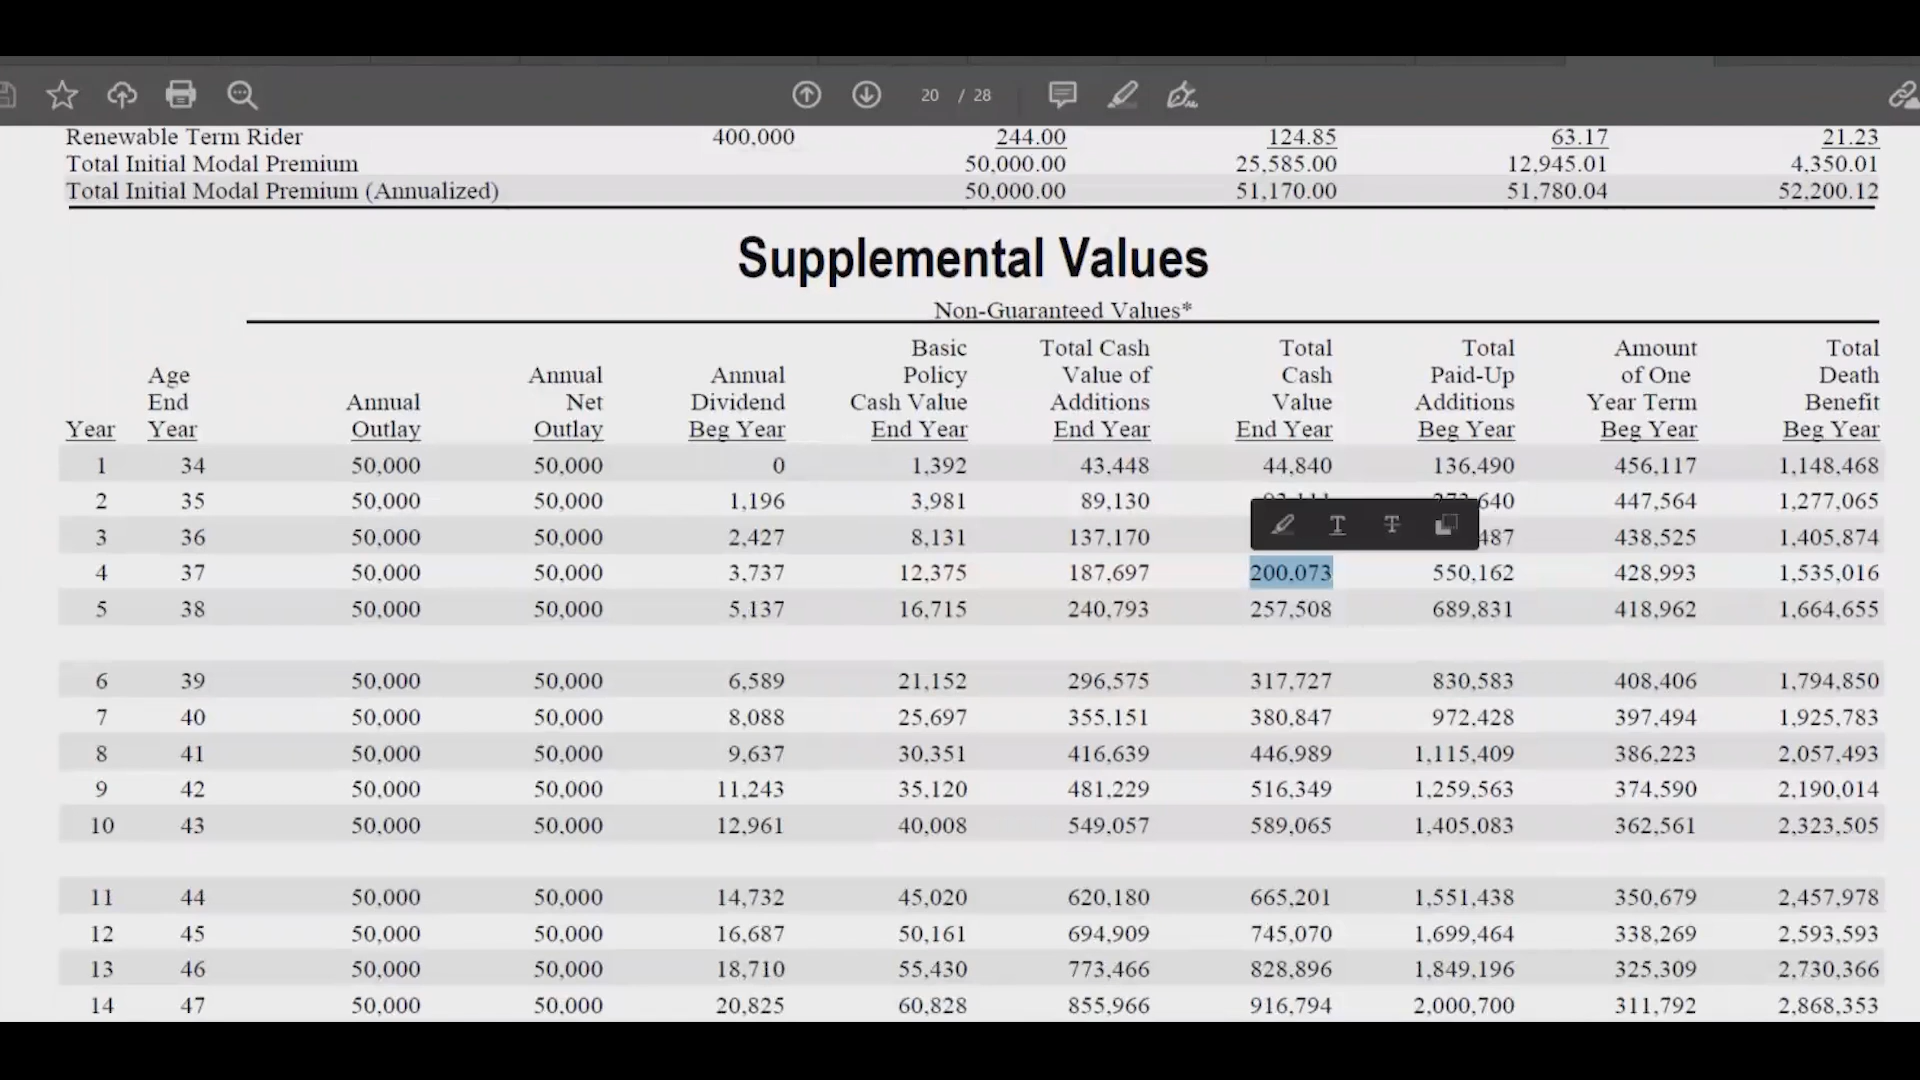 20 / 28
Renewable Term Rider 400,000 244.00 124.85 63.17 21.23
Total Initial Modal Premium 50,000.00 25,585.00 12,945.01 4,350.01
Total Initial Modal Premium (Annualized) 50,000.00 51,170.00 51,780.04 52,200.12
Supplemental Values
Non-Guaranteed Values*
Basic Total Cash Total Total Amount Total
Age Annual Annual Policy Value of Cash Paid-Up of One Death
End Annual Net Dividend Cash Value Additions Value Additions Year Term Benefit
Year Year Outlay Outlay Beg Year End Year End Year End Year Beg Year Beg Year Beg Year
1 34 50,000 50,000 0 1,392 43,448 44,840 136,490 456,117 1,148,468
2 35 50,000 50,000 1,196 3,981 89,130 640 447,564 1,277,065
3 36 50,000 50,000 2,427 8,131 137,170 487 438,525 1,405,874
4 37 50,000 50,000 3,737 12,375 187,697 200,073 550,162 428,993 1,535,016
5 38 50,000 50,000 5,137 16,715 240,793 257,508 689,831 418,962 1,664,655
6 39 50,000 50,000 6,589 21,152 296,575 317,727 830,583 408,406 1,794,850
7 40 50,000 50,000 8,088 25,697 355,151 380,847 972,428 397,494 1,925,783
8 41 50,000 50,000 9,637 30,351 416,639 446,989 1,115,409 386,223 2,057,493
9 42 50,000 50,000 11,243 35,120 481,229 516,349 1,259,563 374,590 2,190,014
10 43 50,000 50,000 12,961 40,008 549,057 589,065 1,405,083 362,561 2,323,505
11 44 50,000 50,000 14,732 45,020 620,180 665,201 1,551,438 350,679 2,457,978
12 45 50,000 50,000 16,687 50,161 694,909 745,070 1,699,464 338,269 2,593,593
13 46 50,000 50,000 18,710 55,430 773,466 828,896 1,849,196 325,309 2,730,366
14 47 50,000 50,000 20,825 60,828 855,966 916,794 2,000,700 311,792 2,868,353